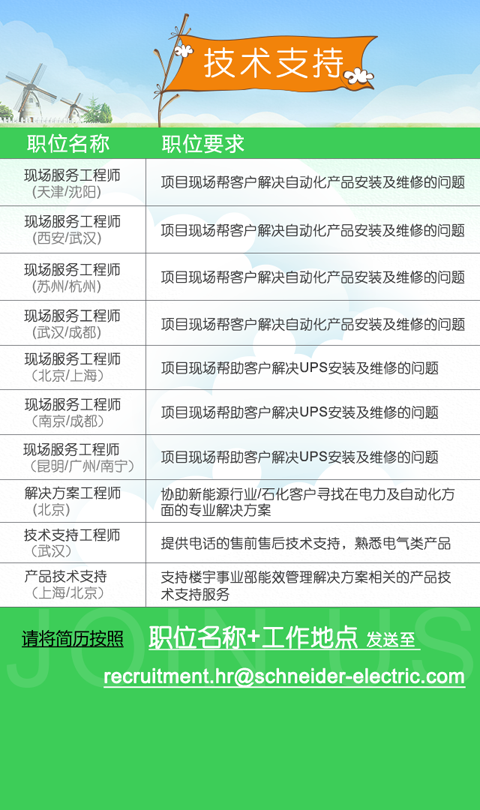 技术支持
职位名称 职位要求
现场服务工程师
(天津/沈阳)
项目现场帮客户解决自动化产品安装及维修的问题
现场服务工程师
(西安/武汉)
项目现场帮客户解决自动化产品安装及维修的问题
现场服务工程师
(苏州/杭州)
项目现场帮客户解决自动化产品安装及维修的问题
现场服务工程师
(武汉/成都)
项目现场帮客户解决自动化产品安装及维修的问题
现场服务工程师
(北京/上海)
项目现场帮助客户解决UPS安装及维修的问题
现场服务工程师
(南京/成都)
项目现场帮助客户解决UPS安装及维修的问题
现场服务工程师
(昆明/广州/南宁)
项目现场帮助客户解决UPS安装及维修的问题
解决方案工程师
(北京)
协助新能源行业/石化客户寻找在电力及自动化方
面的专业解决方案
技术支持工程师
(武汉)
提供电话的售前售后技术支持，熟悉电气类产品
产品技术支持
(上海/北京)
支持楼宇事业部能效管理解决方案相关的产品技
术支持服务
JOIN US
请将简历按照 职位名称+工作地点 发送至
recruitment.hr@schneider-electric.com